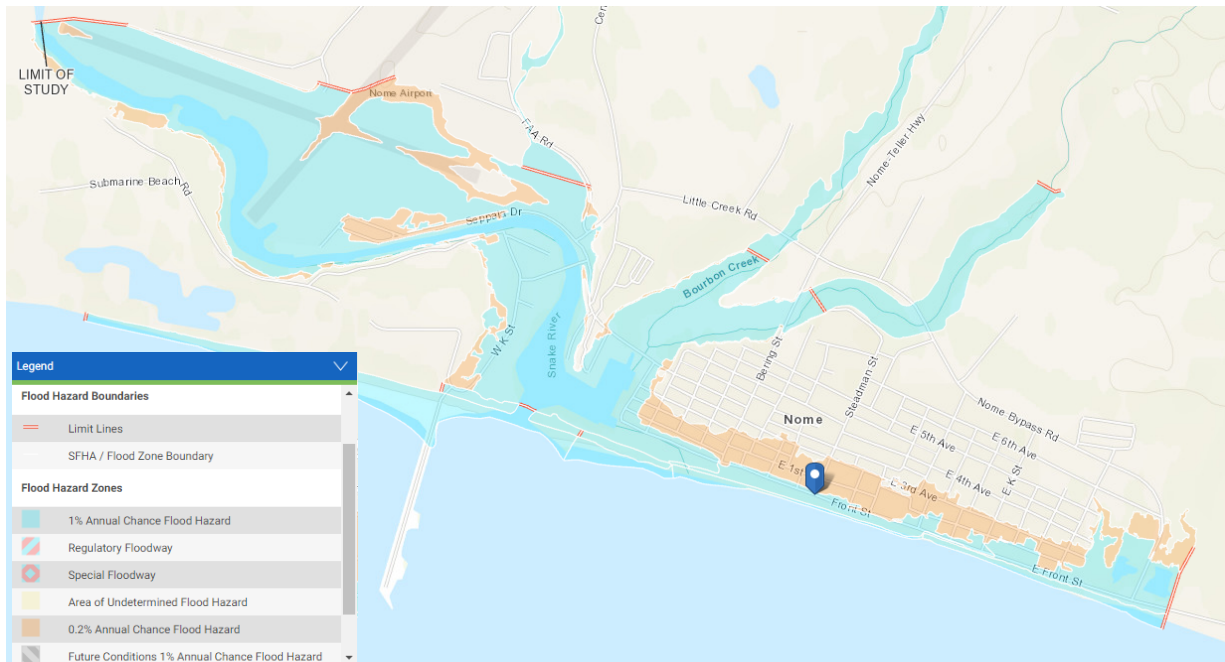 LIMIT OF
STUDY
Nome Airport
FAA Rd
Nome-Teller Hwy
Submarine Beach Rd
Little Creek Rd
Seppala Dr
Bourbon Creek
W K St
Snake River
Bering St
Steadman St
Nome Bypass Rd
Nome
E 5th Ave
E 6th Ave
E 1st
E 3rd Ave
E 4th Ave
E K St
Front St
E Front St
Legend
Flood Hazard Boundaries
Limit Lines
SFHA / Flood Zone Boundary
Flood Hazard Zones
1% Annual Chance Flood Hazard
Regulatory Floodway
Special Floodway
Area of Undetermined Flood Hazard
0.2% Annual Chance Flood Hazard
Future Conditions 1% Annual Chance Flood Hazard